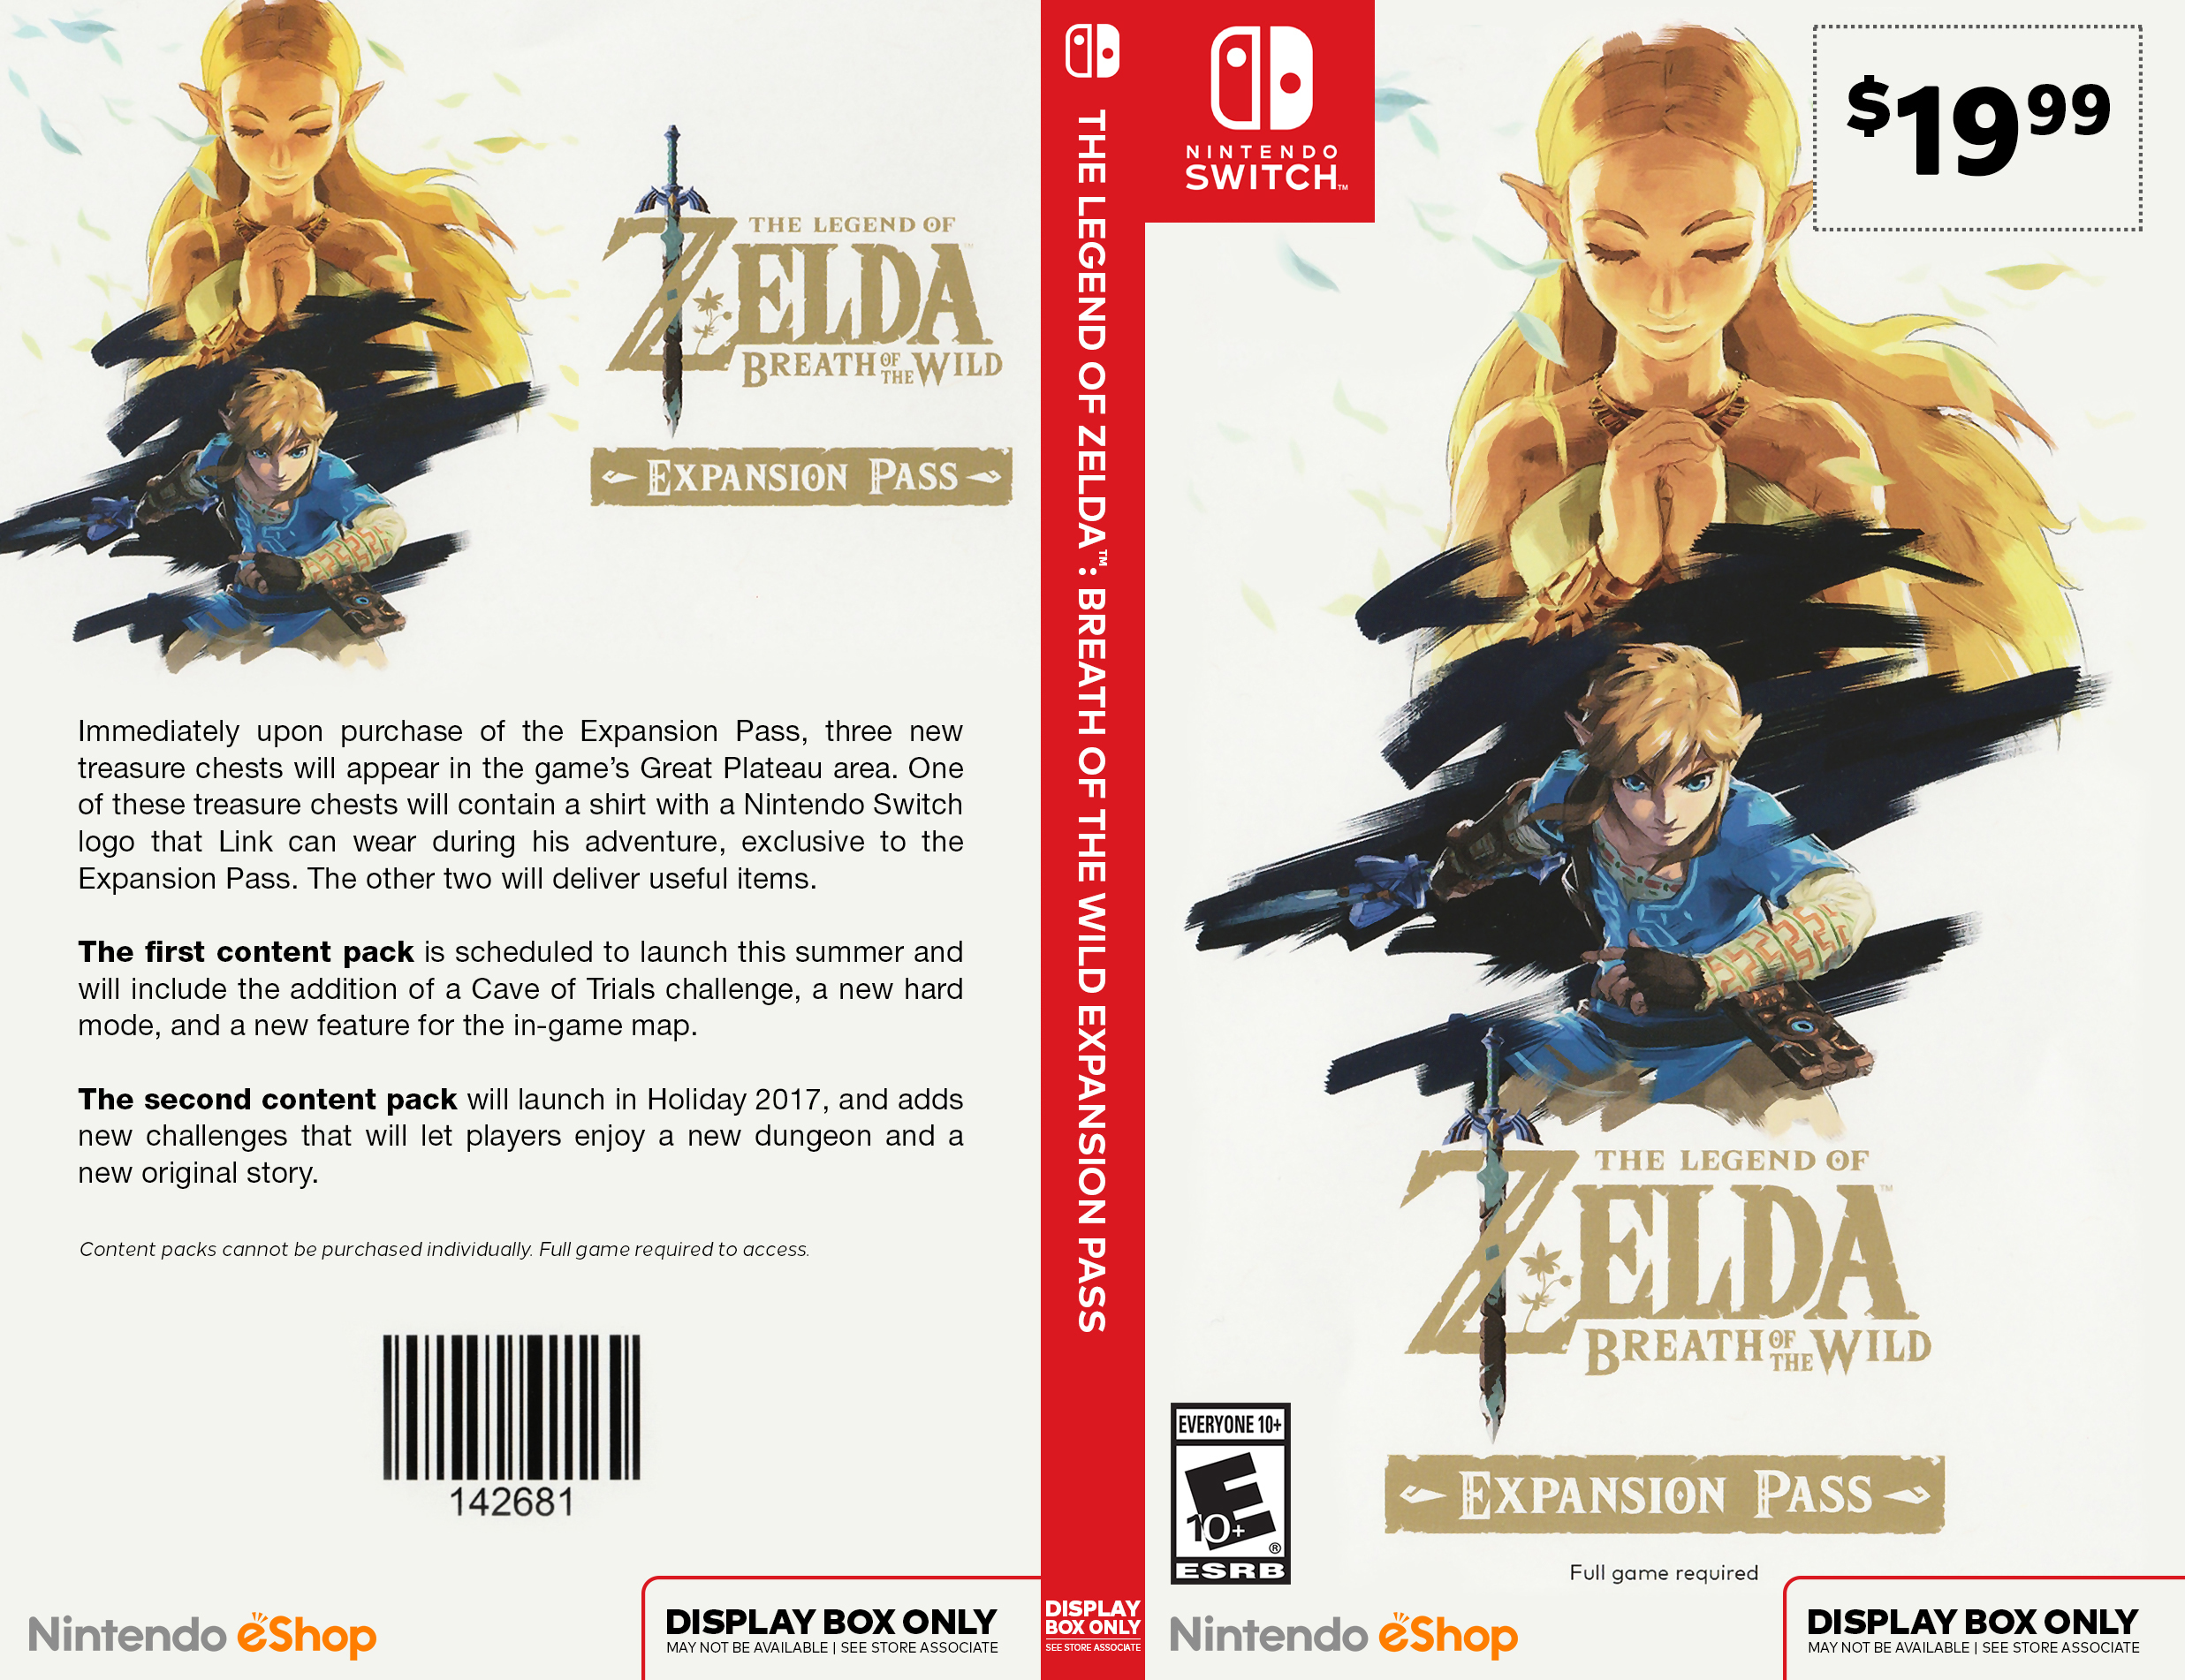 THE LEGEND OF
ZELDA™
BREATH OF THE WILD
EXPANSION PASS
Immediately upon purchase of the Expansion Pass, three new
treasure chests will appear in the game's Great Plateau area. One
of these treasure chests will contain a shirt with a Nintendo Switch
logo that Link can wear during his adventure, exclusive to the
Expansion Pass. The other two will deliver useful items.
The first content pack is scheduled to launch this summer and
will include the addition of a Cave of Trials challenge, a new hard
mode, and a new feature for the in-game map.
The second content pack will launch in Holiday 2017, and adds
new challenges that will let players enjoy a new dungeon and a
new original story.
Content packs cannot be purchased individually. Full game required to access.
142681
Nintendo eShop
DISPLAY BOX ONLY
MAY NOT BE AVAILABLE | SEE STORE ASSOCIATE
THE LEGEND OF ZELDA™: BREATH OF THE WILD EXPANSION PASS
DISPLAY
BOX ONLY
SEE STORE ASSOCIATE
NINTENDO
SWITCH™
$19.99
THE LEGEND OF
ZELDA™
BREATH OF THE WILD
EXPANSION PASS
Full game required
EVERYONE 10+
E
10+
®
ESRB
Nintendo eShop
DISPLAY BOX ONLY
MAY NOT BE AVAILABLE | SEE STORE ASSOCIATE